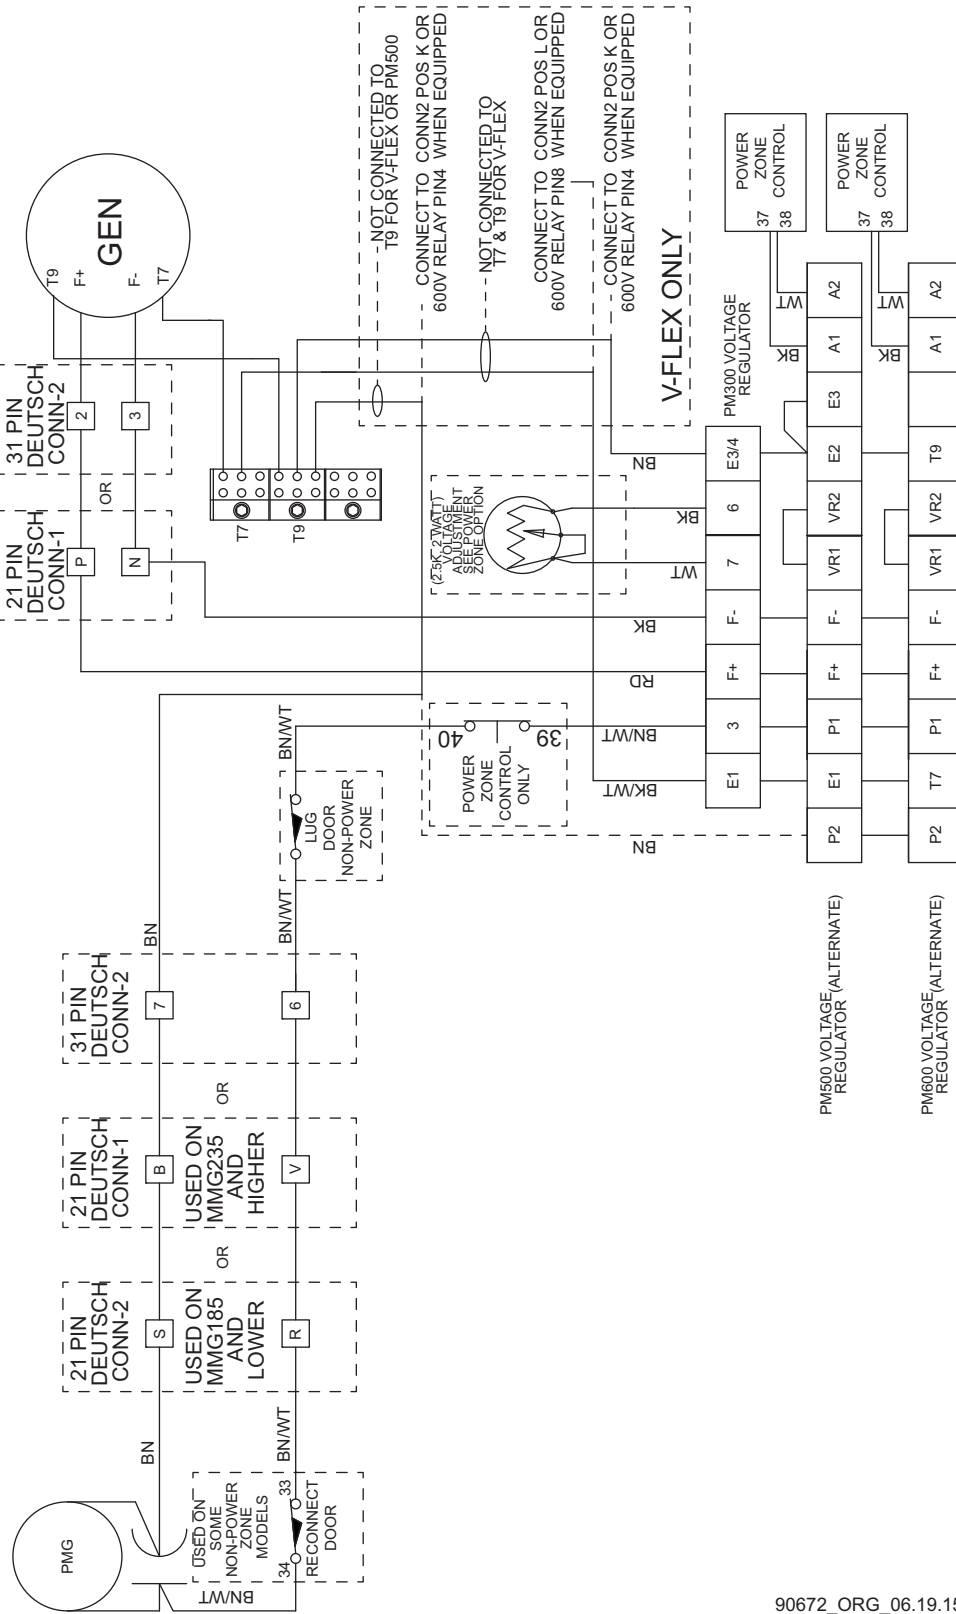 GEN
T9
F+
F-
T7
31 PIN
DEUTSCH
CONN-2
2
3
OR
21 PIN
DEUTSCH
CONN-1
P
N
T7
T9
NOT CONNECTED TO
T9 FOR V-FLEX OR PM500
CONNECT TO CONN2 POS K OR
600V RELAY PIN4 WHEN EQUIPPED
NOT CONNECTED TO
T7 & T9 FOR V-FLEX
CONNECT TO CONN2 POS L OR
600V RELAY PIN8 WHEN EQUIPPED
CONNECT TO CONN2 POS K OR
600V RELAY PIN4 WHEN EQUIPPED
V-FLEX ONLY
(2.5K, 2 WATT)
VOLTAGE
ADJUSTMENT
SEE POWER
ZONE OPTION
BN
BK
WT
BK
RD
BN/WT
BK/WT
BN
PM300 VOLTAGE
REGULATOR
E3/4
6
7
F-
F+
3
E1
POWER
ZONE
CONTROL
37
38
POWER
ZONE
CONTROL
37
38
WT
BK
WT
BK
A2
A1
E3
E2
VR2
VR1
F-
F+
P1
E1
P2
A2
A1
T9
VR2
VR1
F-
F+
P1
T7
P2
PM500 VOLTAGE (ALTERNATE)
REGULATOR
PM600 VOLTAGE (ALTERNATE)
REGULATOR
40
39
POWER
ZONE
CONTROL
ONLY
BN/WT
LUG
DOOR
NON-POWER
ZONE
BN/WT
BN
31 PIN
DEUTSCH
CONN-2
7
6
OR
21 PIN
DEUTSCH
CONN-1
B
USED ON
MMG235
AND
HIGHER
V
OR
21 PIN
DEUTSCH
CONN-2
S
USED ON
MMG185
AND
LOWER
R
BN
BN/WT
PMG
USED ON
SOME
NON-POWER
ZONE
MODELS
33
34
RECONNECT
DOOR
BN/WT
90672_ORG_06.19.15